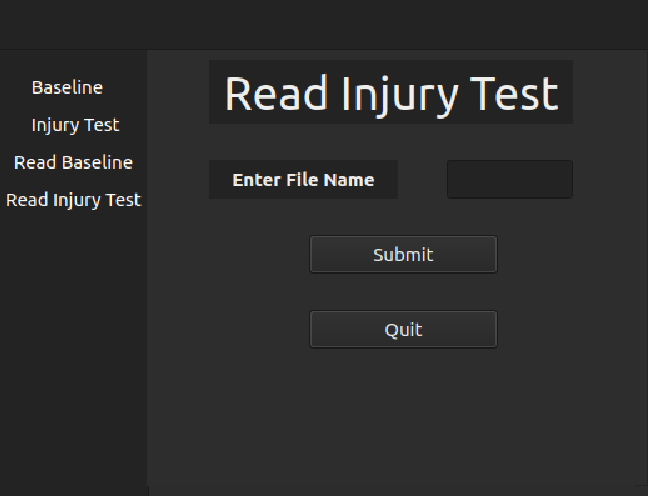 Baseline
Injury Test
Read Baseline
Read Injury Test
Read Injury Test
Enter File Name
Submit
Quit